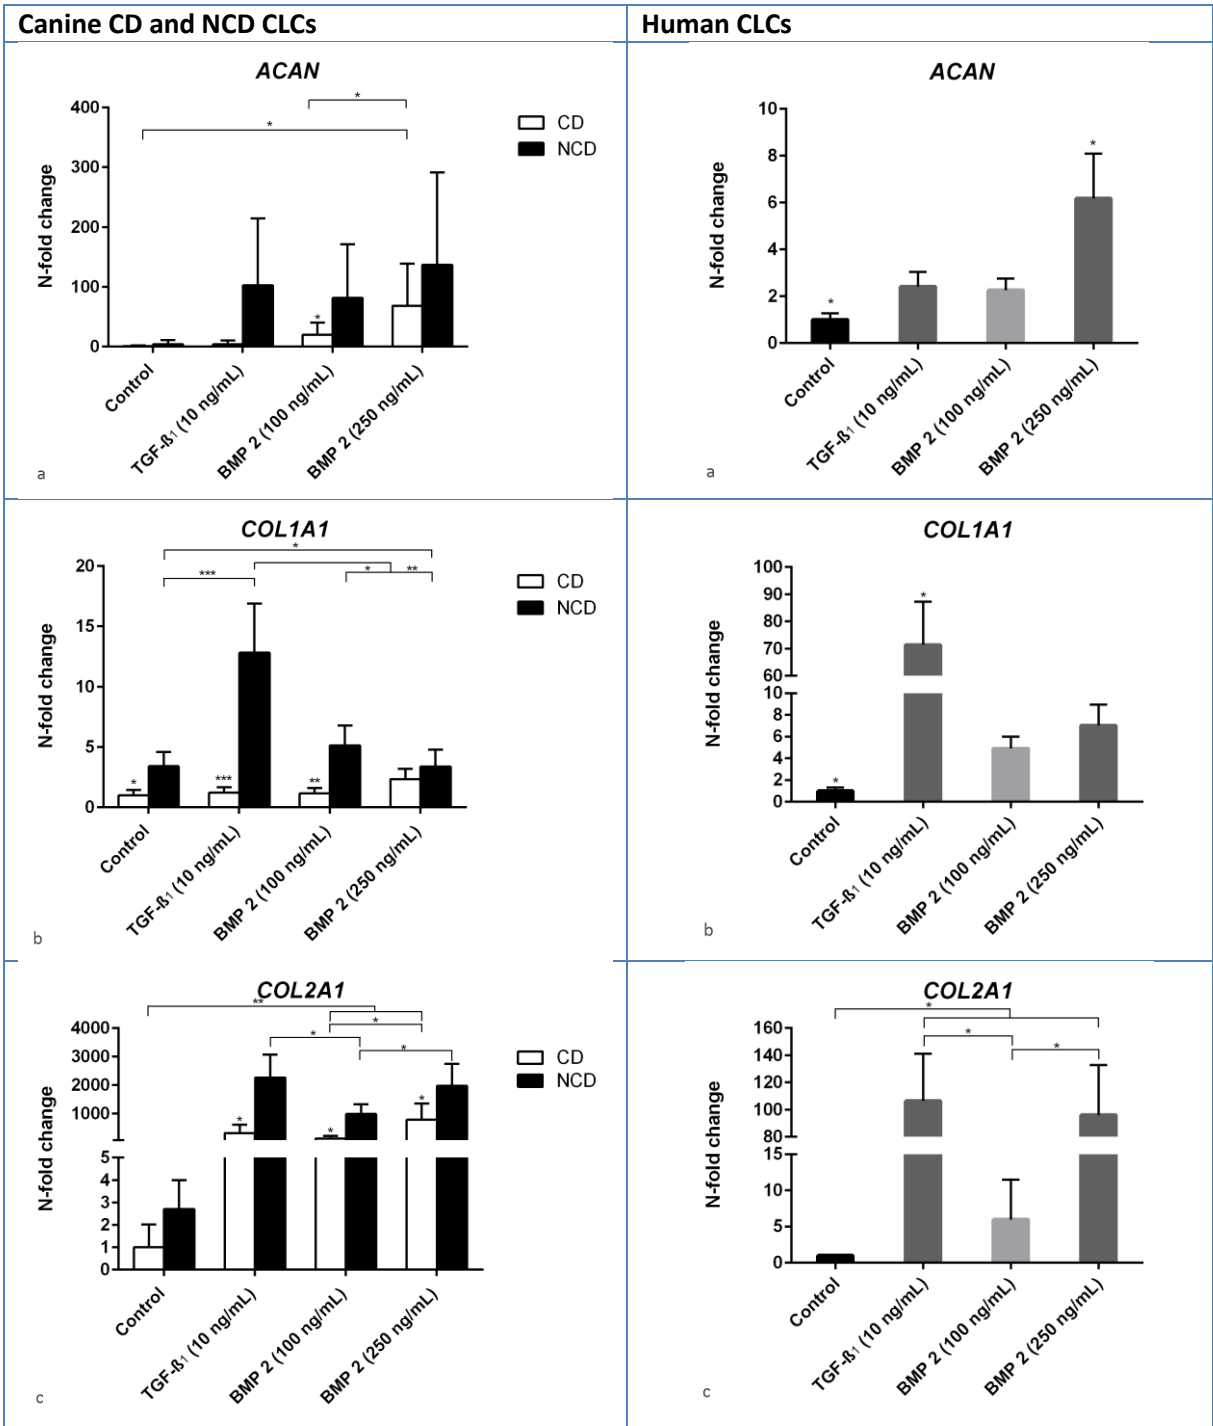 Canine CD and NCD CLCs
Human CLCs
ACAN
N-fold change
400
300
200
100
0
*
*
*
CD
NCD
Control
TGF-ß1 (10 ng/mL)
BMP 2 (100 ng/mL)
BMP 2 (250 ng/mL)
a
ACAN
N-fold change
10
8
6
4
2
0
*
*
Control
TGF-ß1 (10 ng/mL)
BMP 2 (100 ng/mL)
BMP 2 (250 ng/mL)
a
COL1A1
N-fold change
20
15
10
5
0
*
***
*
**
*
***
**
CD
NCD
Control
TGF-ß1 (10 ng/mL)
BMP 2 (100 ng/mL)
BMP 2 (250 ng/mL)
b
COL1A1
N-fold change
100
90
80
70
60
10
8
6
4
2
0
*
*
Control
TGF-ß1 (10 ng/mL)
BMP 2 (100 ng/mL)
BMP 2 (250 ng/mL)
b
COL2A1
N-fold change
4000
3000
2000
1000
5
4
3
2
1
0
**
*
*
*
*
*
*
CD
NCD
Control
TGF-ß1 (10 ng/mL)
BMP 2 (100 ng/mL)
BMP 2 (250 ng/mL)
c
COL2A1
N-fold change
160
140
120
100
80
15
10
5
0
*
*
*
Control
TGF-ß1 (10 ng/mL)
BMP 2 (100 ng/mL)
BMP 2 (250 ng/mL)
c